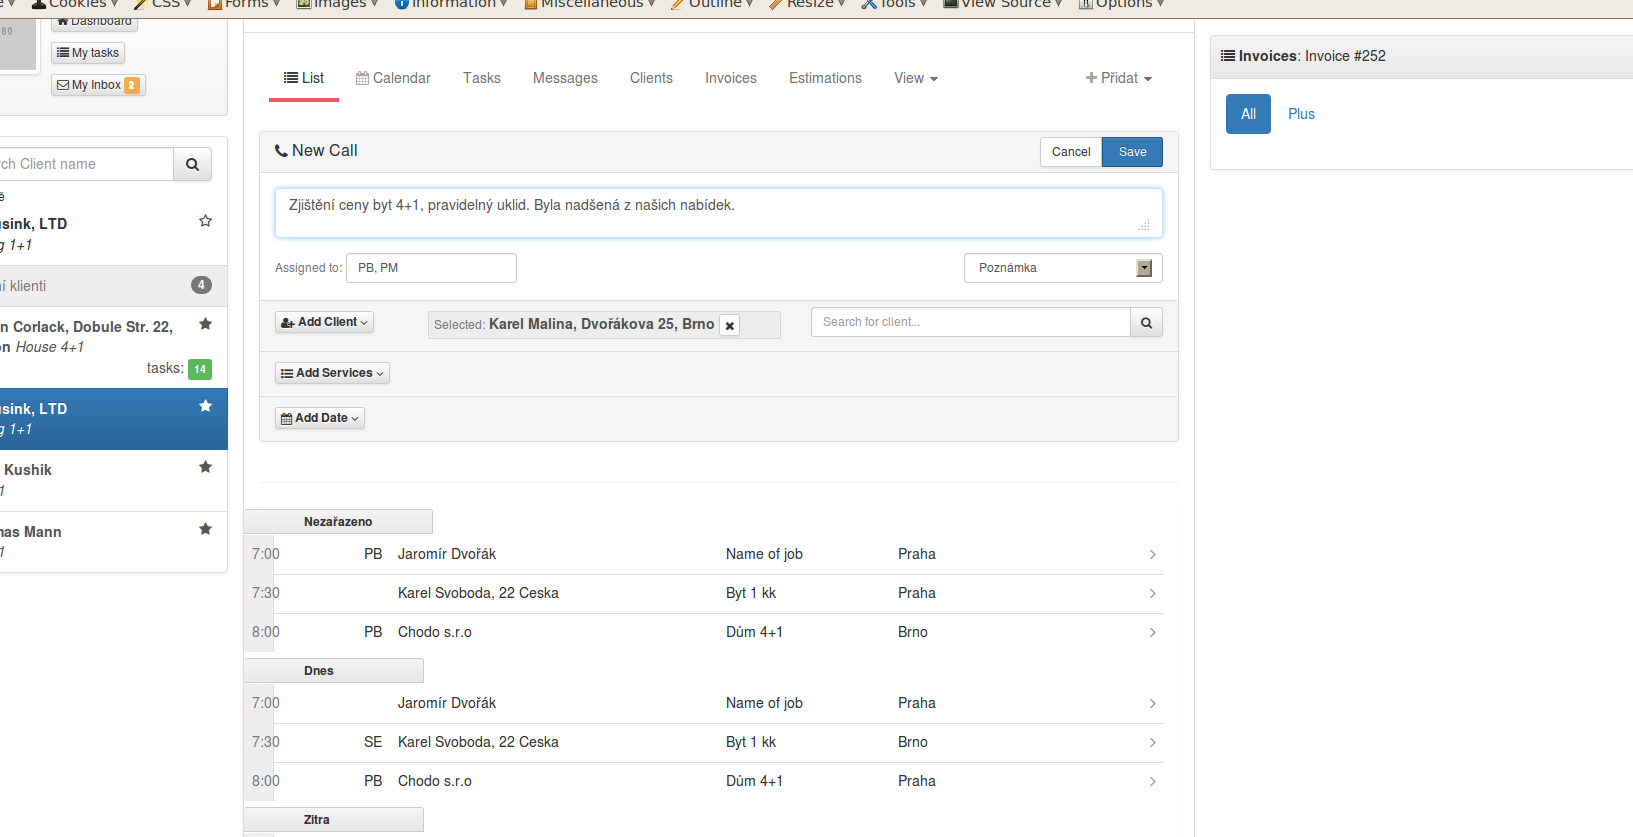 Cookies CSS Forms Images Information Miscellaneous Outline Resize Tools View Source Options
80
Dashboard
My tasks
My Inbox 2
ch Client name
ě
sink, LTD
g 1+1
í klienti 4
n Corlack, Dobule Str. 22,
on House 4+1
tasks: 14
sink, LTD
g 1+1
Kushik
nas Mann
List Calendar Tasks Messages Clients Invoices Estimations View + Přidat
New Call Cancel Save
Zjištění ceny byt 4+1, pravidelný uklid. Byla nadšená z našich nabídek.
Assigned to: PB, PM Poznámka
Add Client Selected: Karel Malina, Dvořákova 25, Brno Search for client...
Add Services
Add Date
Nezařazeno
7:00 PB Jaromír Dvořák Name of job Praha
7:30 Karel Svoboda, 22 Ceska Byt 1 kk Praha
8:00 PB Chodo s.r.o Dům 4+1 Brno
Dnes
7:00 Jaromír Dvořák Name of job Praha
7:30 SE Karel Svoboda, 22 Ceska Byt 1 kk Brno
8:00 PB Chodo s.r.o Dům 4+1 Praha
Zitra
Invoices: Invoice #252
All Plus